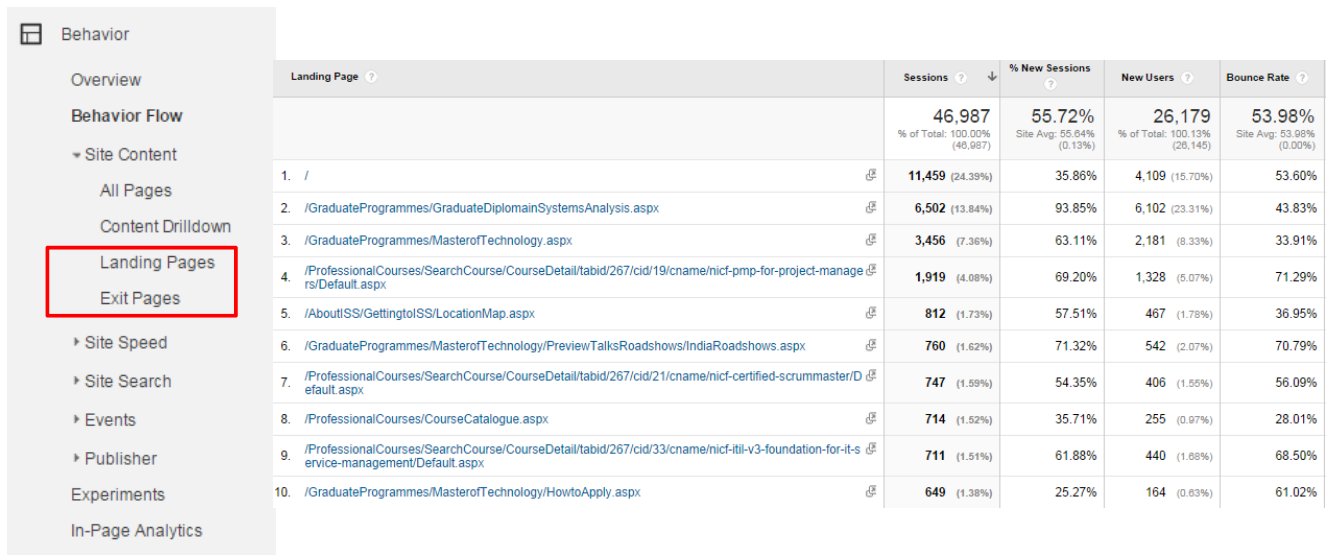 Behavior
Overview
Behavior Flow
Site Content
All Pages
Content Drilldown
Landing Pages
Exit Pages
Site Speed
Site Search
Events
Publisher
Experiments
In-Page Analytics
Landing Page ? Sessions ? % New Sessions ? New Users ? Bounce Rate ?
46,987 55.72% 26,179 53.98%
% of Total: 100.00% Site Avg: 55.64% % of Total: 100.13% Site Avg: 53.98%
(46,987) (0.13%) (26,145) (0.00%)
1. / 11,459 (24.39%) 35.86% 4,109 (15.70%) 53.60%
2. /GraduateProgrammes/GraduateDiplomainSystemsAnalysis.aspx 6,502 (13.84%) 93.85% 6,102 (23.31%) 43.83%
3. /GraduateProgrammes/MasterofTechnology.aspx 3,456 (7.36%) 63.11% 2,181 (8.33%) 33.91%
4. /ProfessionalCourses/SearchCourse/CourseDetail/tabid/267/cid/19/cname/nicf-pmp-for-project-manage
rs/Default.aspx 1,919 (4.08%) 69.20% 1,328 (5.07%) 71.29%
5. /AboutISS/GettingtoISS/LocationMap.aspx 812 (1.73%) 57.51% 467 (1.78%) 36.95%
6. /GraduateProgrammes/MasterofTechnology/PreviewTalksRoadshows/IndiaRoadshows.aspx 760 (1.62%) 71.32% 542 (2.07%) 70.79%
7. /ProfessionalCourses/SearchCourse/CourseDetail/tabid/267/cid/21/cname/nicf-certified-scrummaster/D
efault.aspx 747 (1.59%) 54.35% 406 (1.55%) 56.09%
8. /ProfessionalCourses/CourseCatalogue.aspx 714 (1.52%) 35.71% 255 (0.97%) 28.01%
9. /ProfessionalCourses/SearchCourse/CourseDetail/tabid/267/cid/33/cname/nicf-itil-v3-foundation-for-it-s
ervice-management/Default.aspx 711 (1.51%) 61.88% 440 (1.68%) 68.50%
10. /GraduateProgrammes/MasterofTechnology/HowtoApply.aspx 649 (1.38%) 25.27% 164 (0.63%) 61.02%